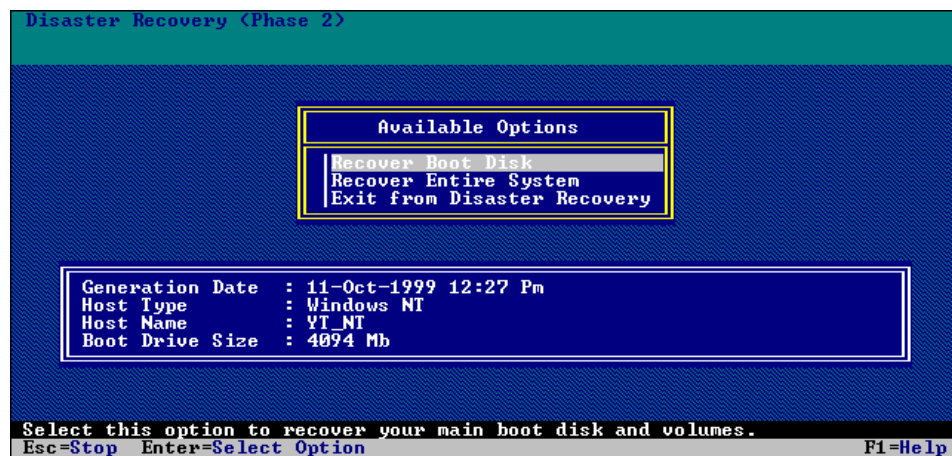 Disaster Recovery (Phase 2)
Available Options
Recover Boot Disk
Recover Entire System
Exit from Disaster Recovery
Generation Date : 11-Oct-1999 12:27 Pm
Host Type : Windows NT
Host Name : YT_NT
Boot Drive Size : 4094 Mb
Select this option to recover your main boot disk and volumes.
Esc=Stop Enter=Select Option F1=Help